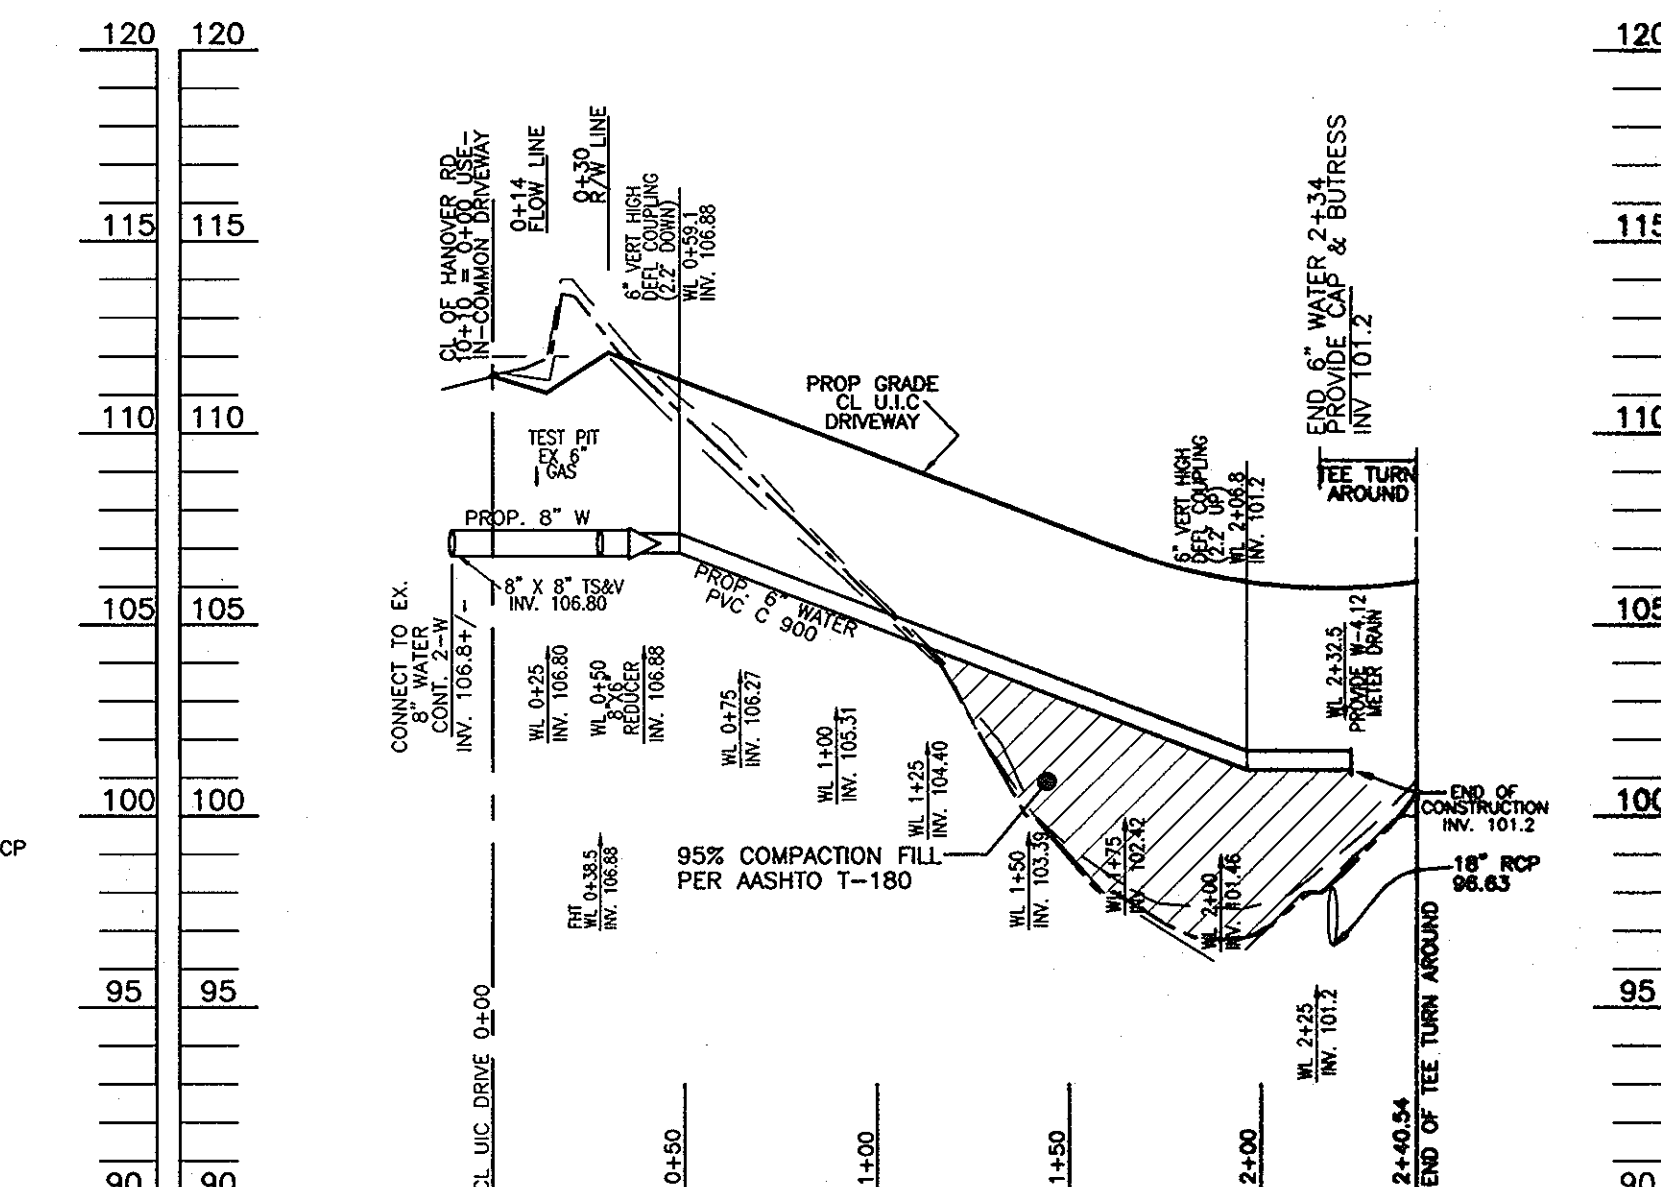 120 120
120
115 115
115
110 110
110
105 105
105
100 100
100
95 95
95
90 90
90
CP
CL OF HANOVER RD
10+10 = 0+00 USE-
IN-COMMON DRIVEWAY
0+14
FLOW LINE
0+30
R/W LINE
6" VERT HIGH
DEFL COUPLING
(2.2 DOWN)
WL 0+59.1
INV. 106.88
PROP GRADE
CL U.I.C
DRIVEWAY
END 6" WATER 2+34
PROVIDE CAP & BUTRESS
INV 101.2
TEE TURN
AROUND
6" VERT HIGH
DEFL COUPLING
(2.2 UP)
WL 2+06.8
INV. 101.2
TEST PIT
EX 6"
GAS
PROP. 8" W
8" X 8" TS&V
INV. 106.80
PROP. 6" WATER
PVC C 900
CONNECT TO EX.
8" WATER
CONT. 2-W
INV. 106.8+/-
WL 0+25
INV. 106.80
WL 0+50
8"X6"
REDUCER
INV. 106.88
WL 0+75
INV. 106.27
WL 1+00
INV. 105.31
WL 1+25
INV. 104.40
WL 2+32.5
PROVIDE W-4.12
METER DRAIN
FHT
WL 0+38.5
INV. 106.88
95% COMPACTION FILL
PER AASHTO T-180
WL 1+50
INV. 103.39
WL 1+75
INV. 102.42
WL 2+00
INV. 101.46
END OF
CONSTRUCTION
INV. 101.2
18" RCP
96.63
WL 2+25
INV. 101.2
CL UIC DRIVE 0+00
0+50
1+00
1+50
2+00
2+40.54
END OF TEE TURN AROUND